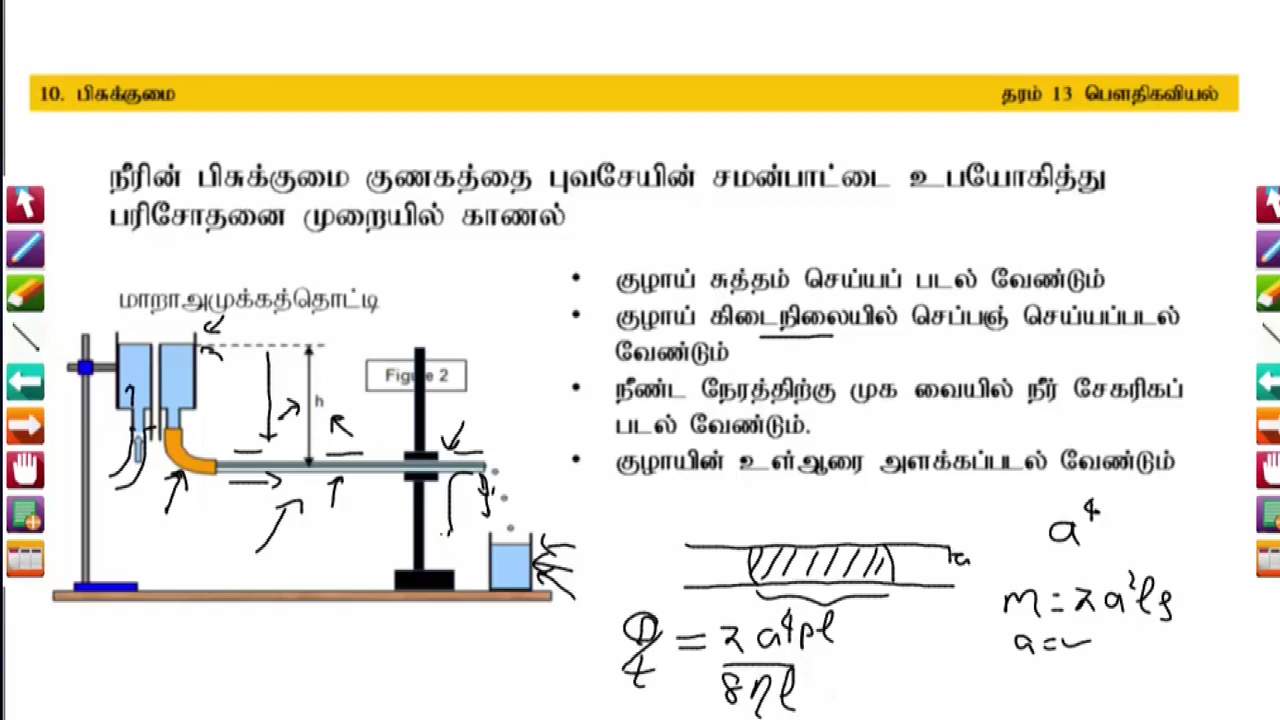 10. பிசுக்குமை
தரம் 13 பௌதிகவியல்
நீரின் பிசுக்குமை குணகத்தை புவசேயின் சமன்பாட்டை உபயோகித்து
பரிசோதனை முறையில் காணல்
மாறாஅமுக்கத்தொட்டி
Figure 2
h
• குழாய் சுத்தம் செய்யப் படல் வேண்டும்
• குழாய் கிடைநிலையில் செப்பஞ் செய்யப்படல்
வேண்டும்
• நீண்ட நேரத்திற்கு முக வையில் நீர் சேகரிகப்
படல் வேண்டும்.
• குழாயின் உள்ஆரை அளக்கப்படல் வேண்டும்
a⁴
a
m = πa²lρ
a =
= πa⁴ρl
8ηl